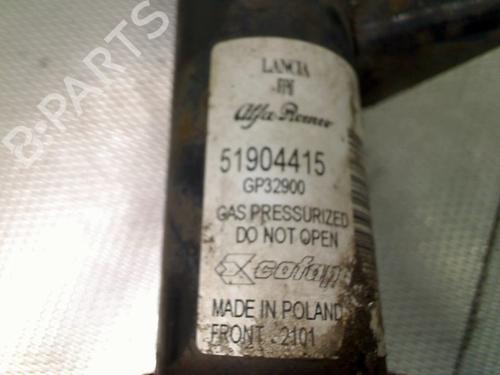 B-PARTS
LANCIA
FIAT
Alfa Romeo
51904415
GP32900
GAS PRESSURIZED
DO NOT OPEN
cofap
MADE IN POLAND
FRONT - 2101